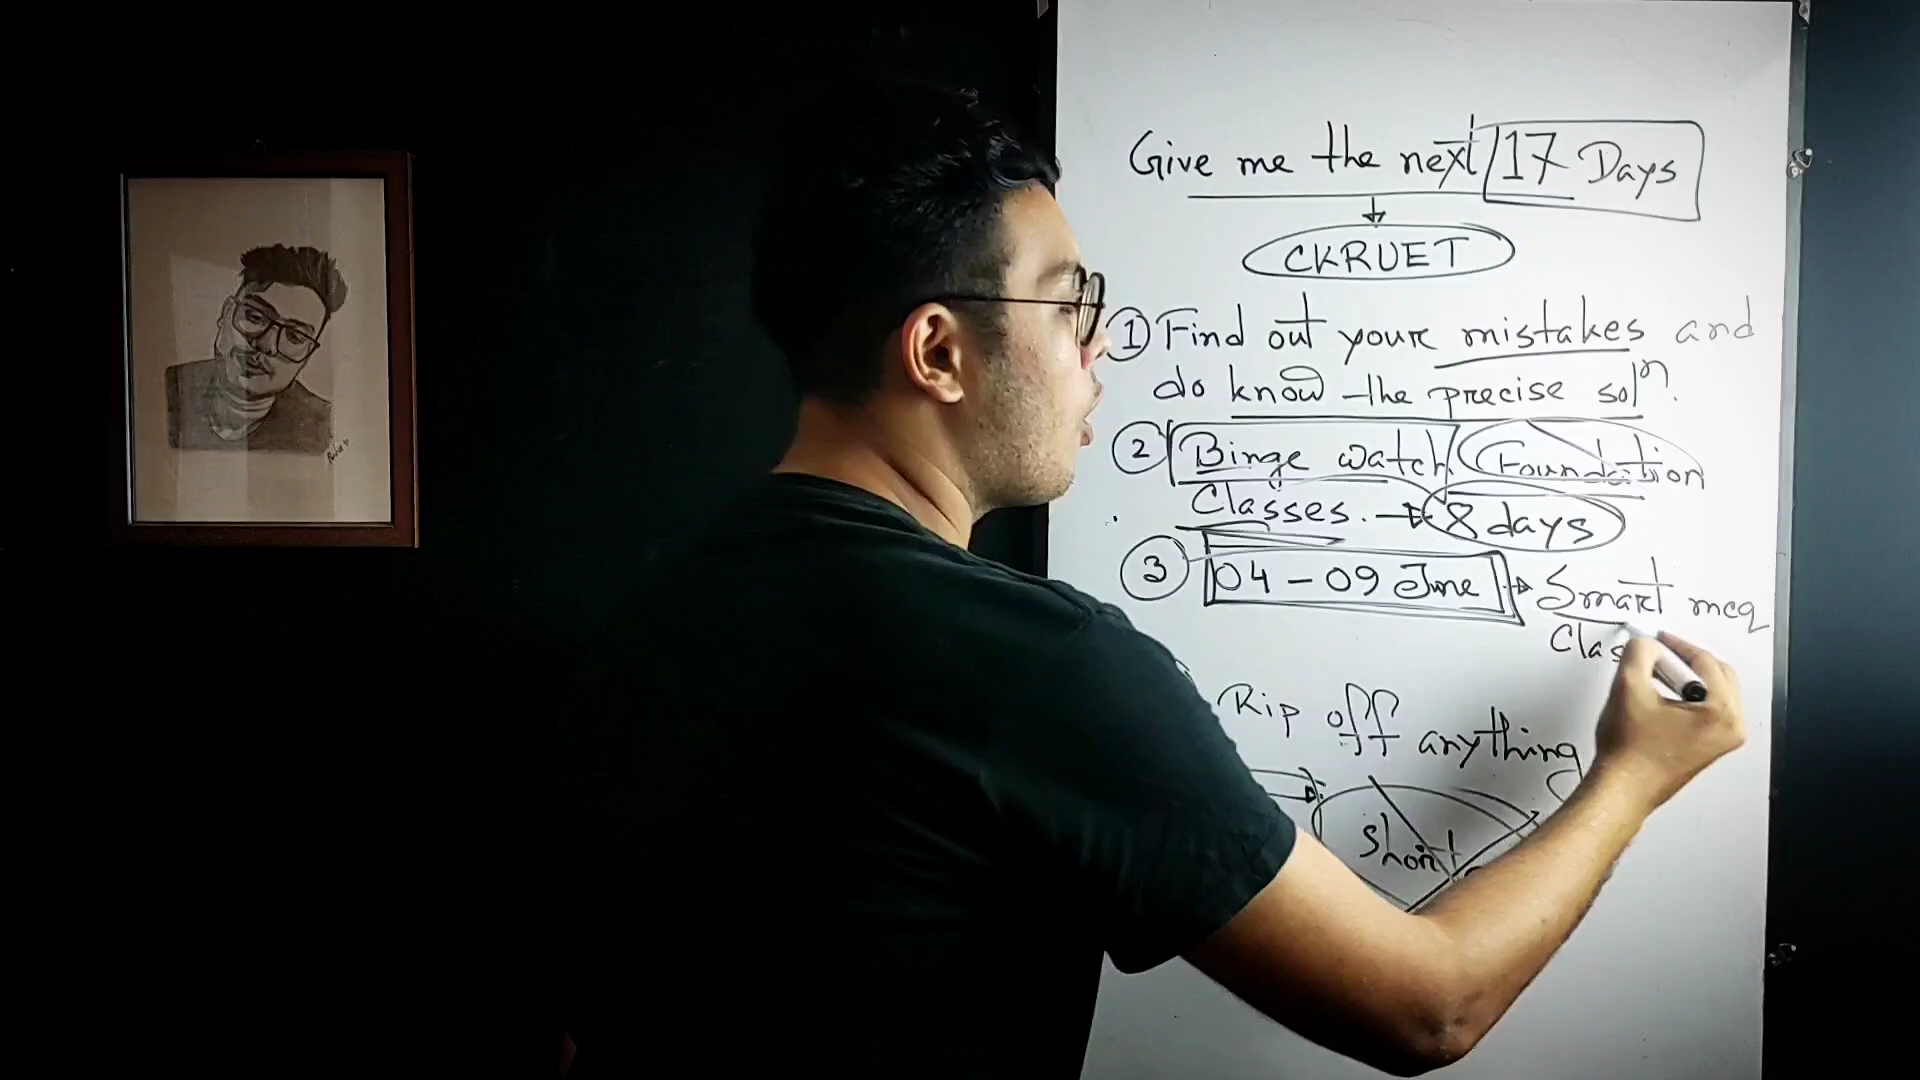 Give me the next 17 Days
CKRUET
1 Find out your mistakes and
do know the precise solⁿ.
2 Binge watch Foundation
Classes. → 8 days
3 04 - 09 June → Smart mcq
Clas
Rip off anything
Short